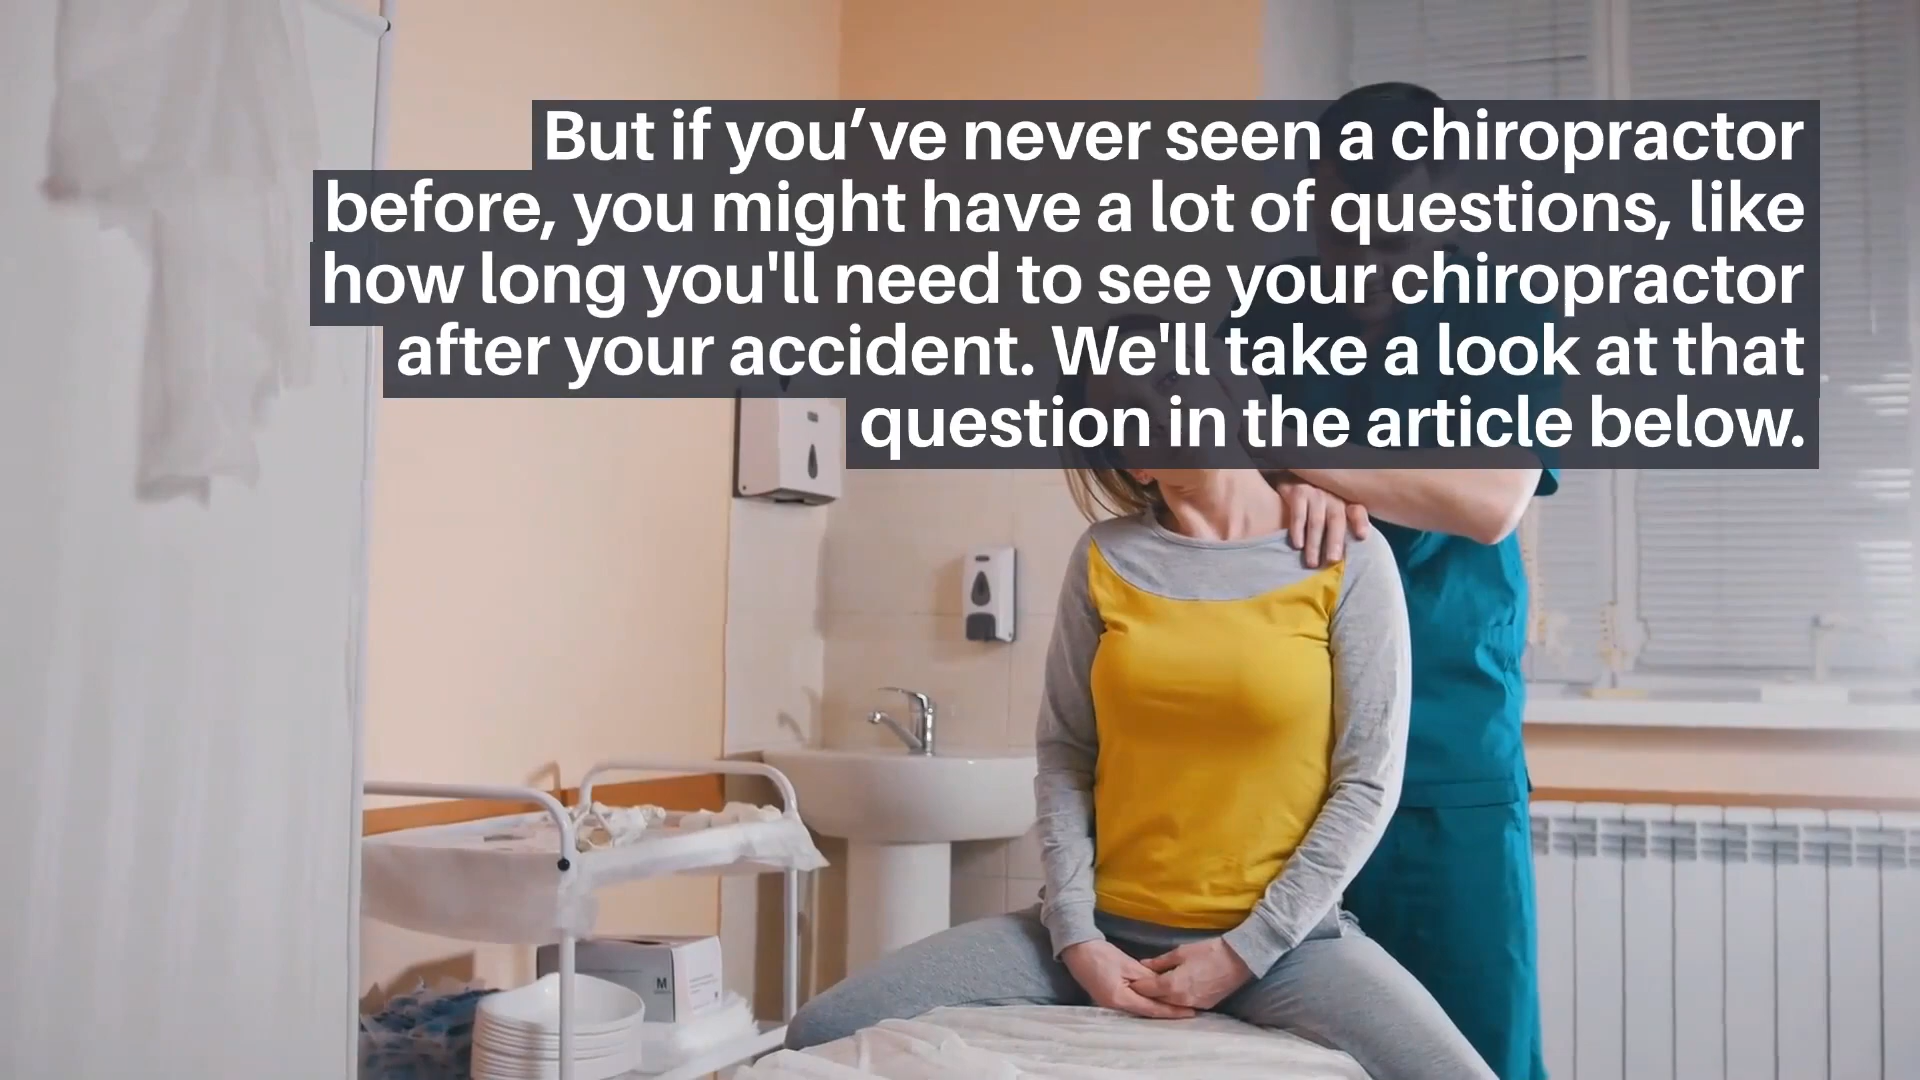 But if you’ve never seen a chiropractor
before, you might have a lot of questions, like
how long you'll need to see your chiropractor
after your accident. We'll take a look at that
question in the article below.
M